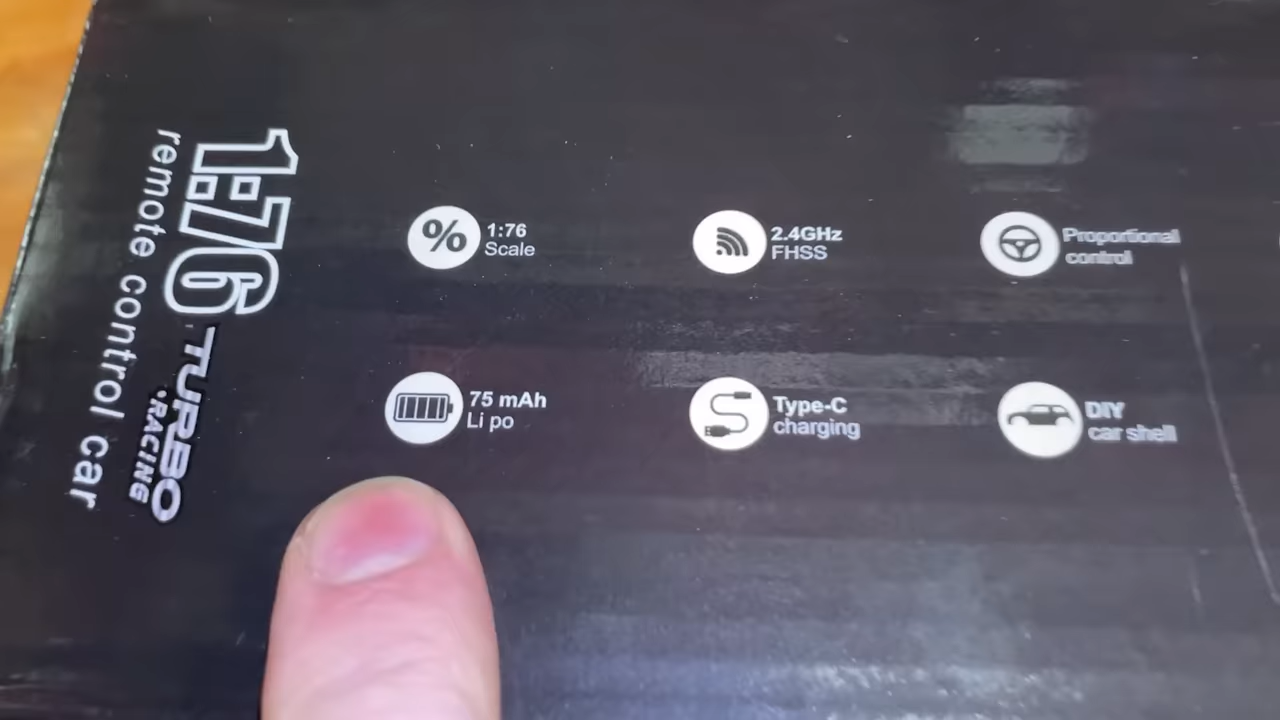 1:76
TURBO
RACING
remote control car
%
1:76
Scale
2.4GHz
FHSS
Proportional
control
75 mAh
Li po
Type-C
charging
DIY
car shell